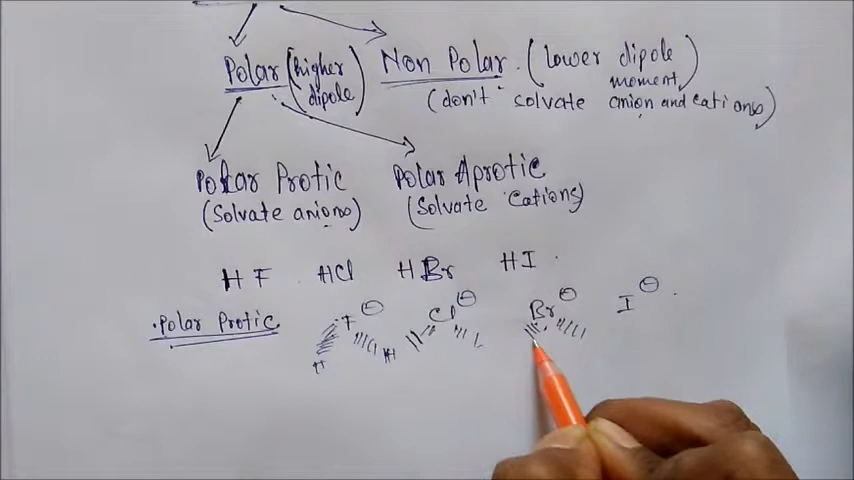 Polar (higher dipole) Non Polar. (lower dipole moment)
(don't solvate anion and cations)
Polar Protic Polar Aprotic
(Solvate anions) (Solvate cations)
HF HCl HBr HI
Polar Protic F⊖ Cl⊖ Br⊖ I⊖
H H